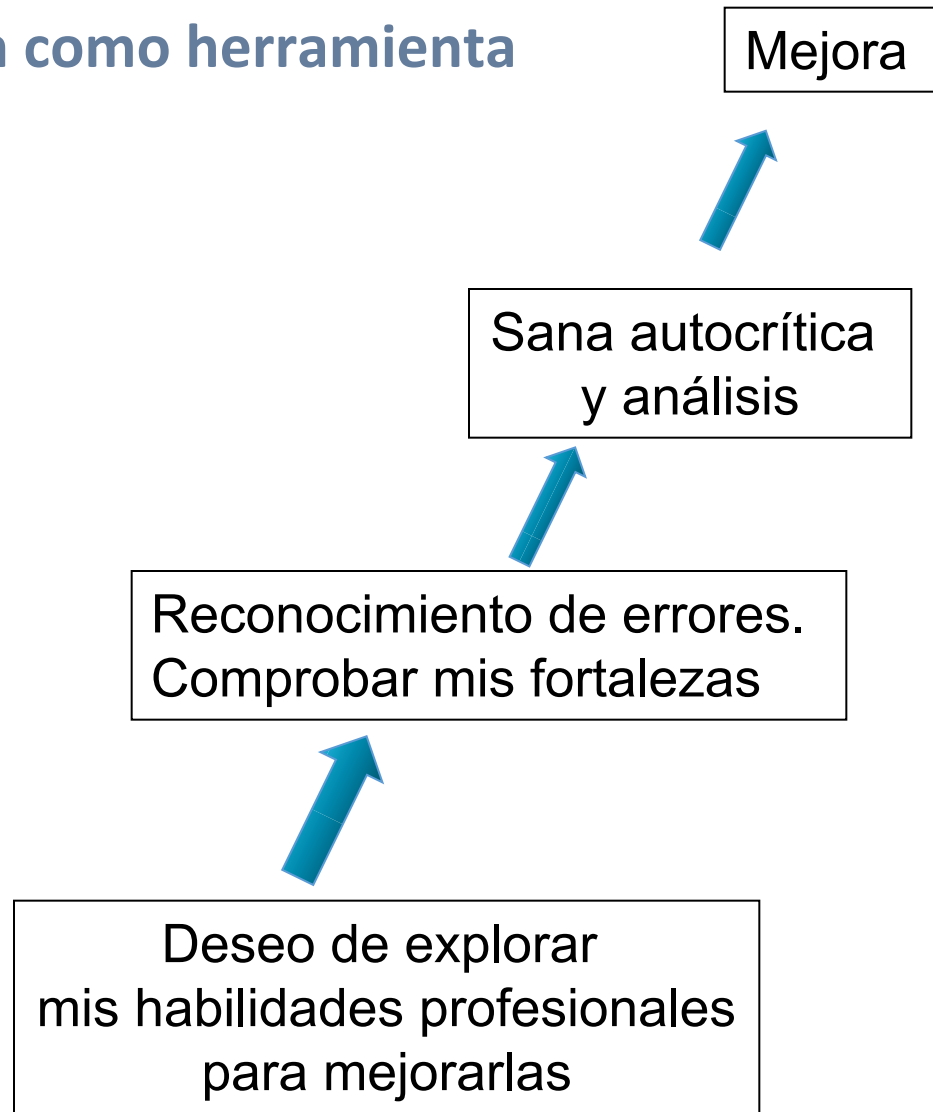 como herramienta
Mejora
Sana autocrítica
y análisis
Reconocimiento de errores.
Comprobar mis fortalezas
Deseo de explorar
mis habilidades profesionales
para mejorarlas